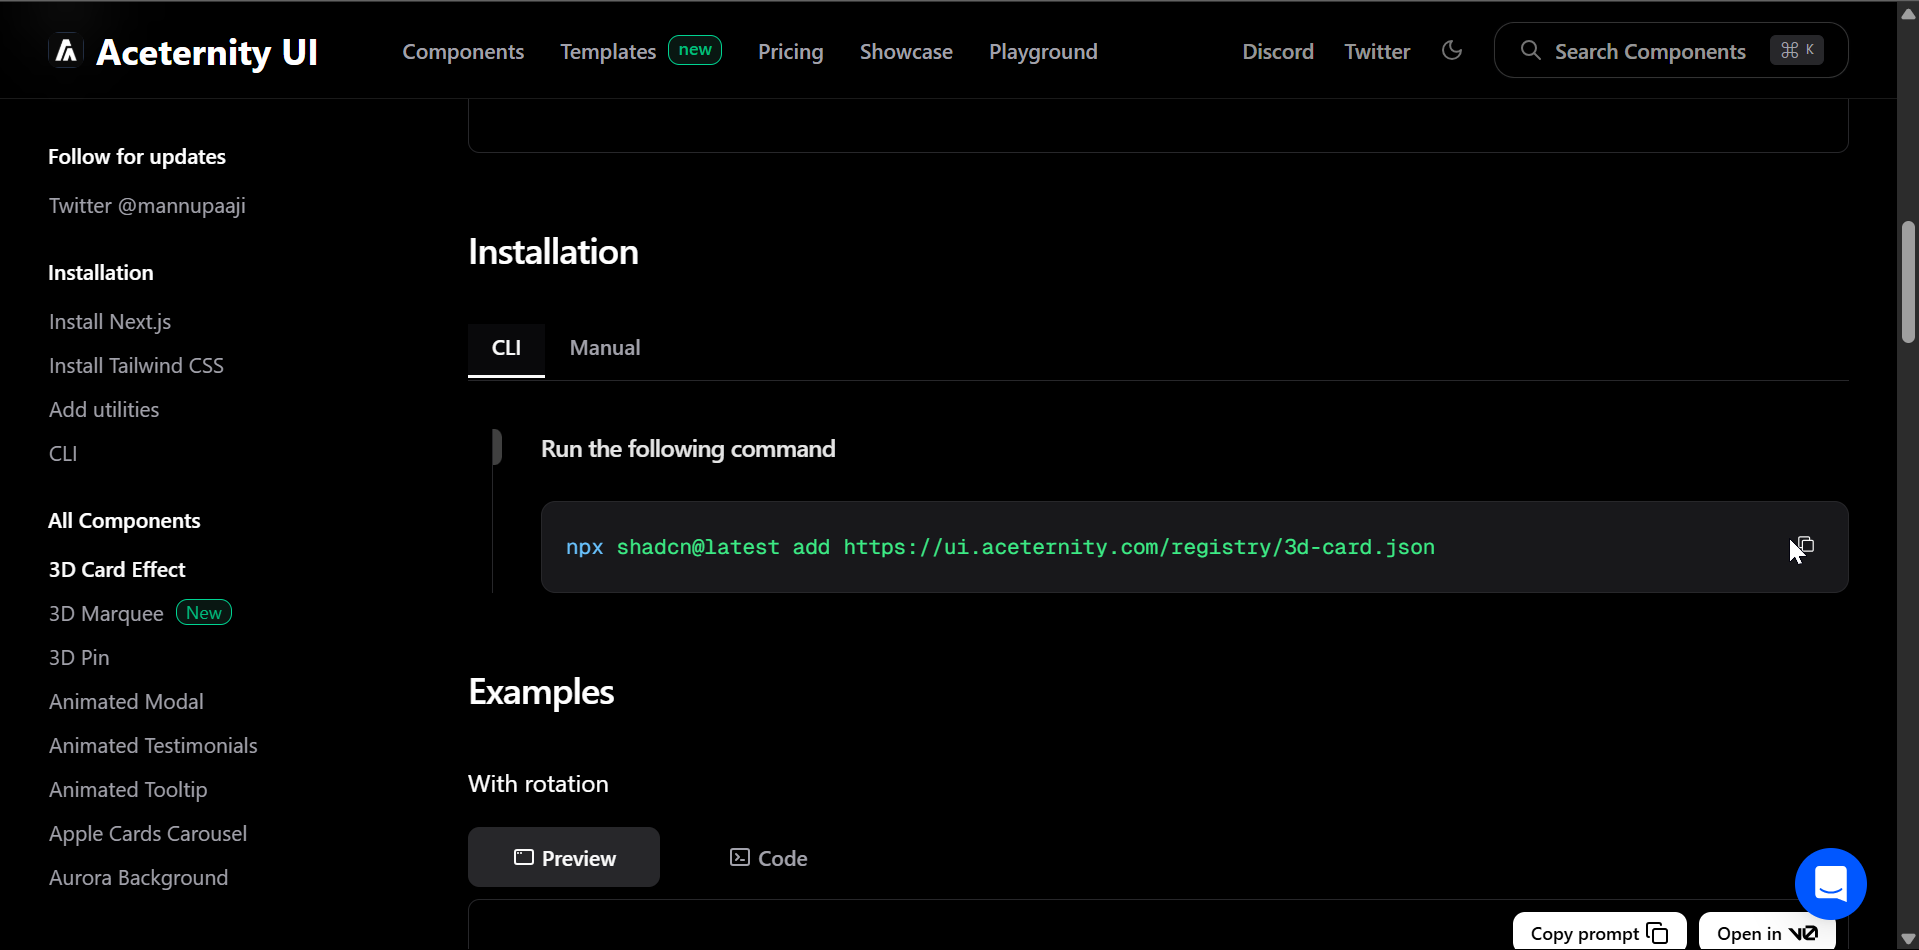 Aceternity UI
Components
Templates new
Pricing
Showcase
Playground
Discord
Twitter
Search Components ⌘ K
Follow for updates
Twitter @mannupaaji
Installation
Install Next.js
Install Tailwind CSS
Add utilities
CLI
All Components
3D Card Effect
3D Marquee New
3D Pin
Animated Modal
Animated Testimonials
Animated Tooltip
Apple Cards Carousel
Aurora Background
Installation
CLI
Manual
Run the following command
npx shadcn@latest add https://ui.aceternity.com/registry/3d-card.json
Examples
With rotation
Preview
Code
Copy prompt
Open in v0